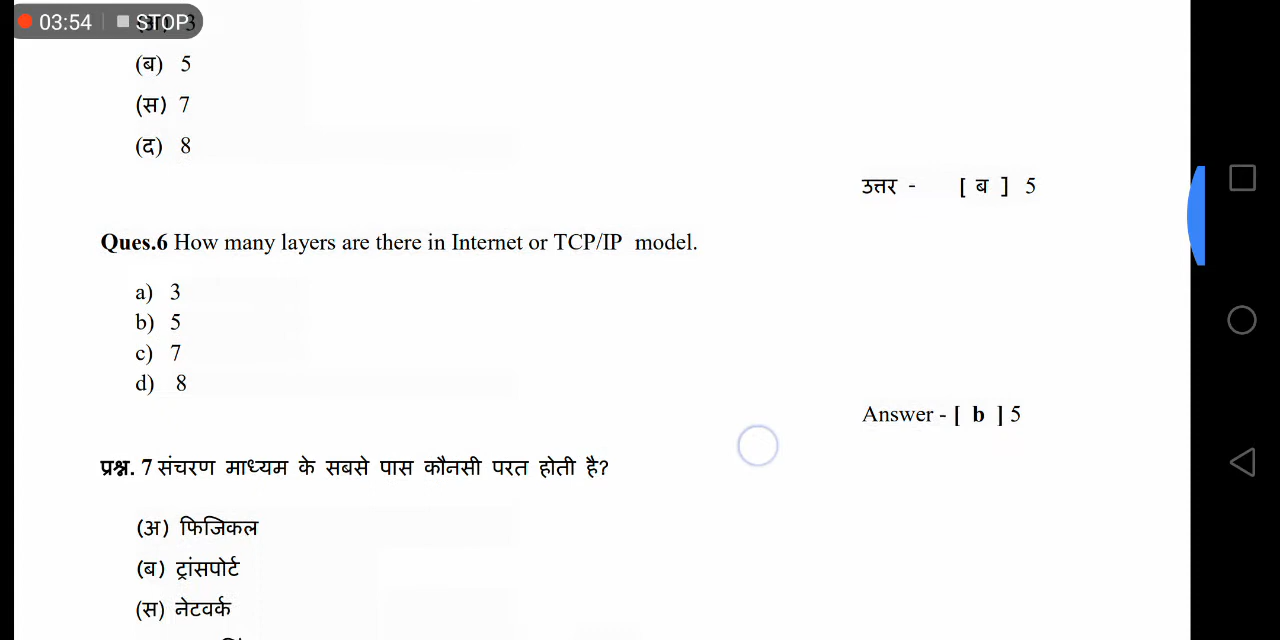 03:54 STOP
(ब) 5
(स) 7
(द) 8
उत्तर - [ ब ] 5
Ques.6 How many layers are there in Internet or TCP/IP model.
a) 3
b) 5
c) 7
d) 8
Answer - [ b ] 5
प्रश्न. 7 संचरण माध्यम के सबसे पास कौनसी परत होती है?
(अ) फिजिकल
(ब) ट्रांसपोर्ट
(स) नेटवर्क